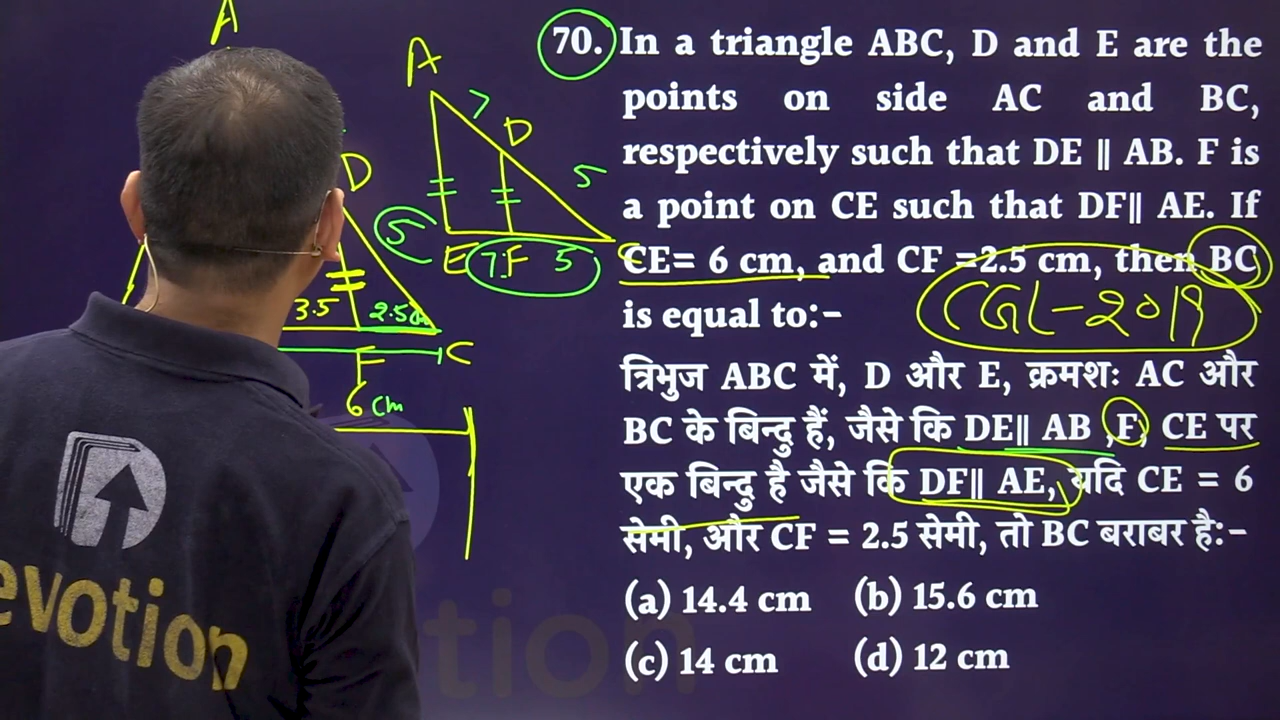 70. In a triangle ABC, D and E are the
points on side AC and BC,
respectively such that DE || AB. F is
a point on CE such that DF|| AE. If
CE= 6 cm, and CF =2.5 cm, then BC
is equal to:-
CGL-2019
त्रिभुज ABC में, D और E, क्रमशः AC और
BC के बिन्दु हैं, जैसे कि DE|| AB ,F, CE पर
एक बिन्दु है जैसे कि DF|| AE, यदि CE = 6
सेमी, और CF = 2.5 सेमी, तो BC बराबर है:-
(a) 14.4 cm (b) 15.6 cm
(c) 14 cm (d) 12 cm
A
A
7
D
5
E 7 F 5 C
D
5
3.5 2.5
F C
6 cm
evotion
tion